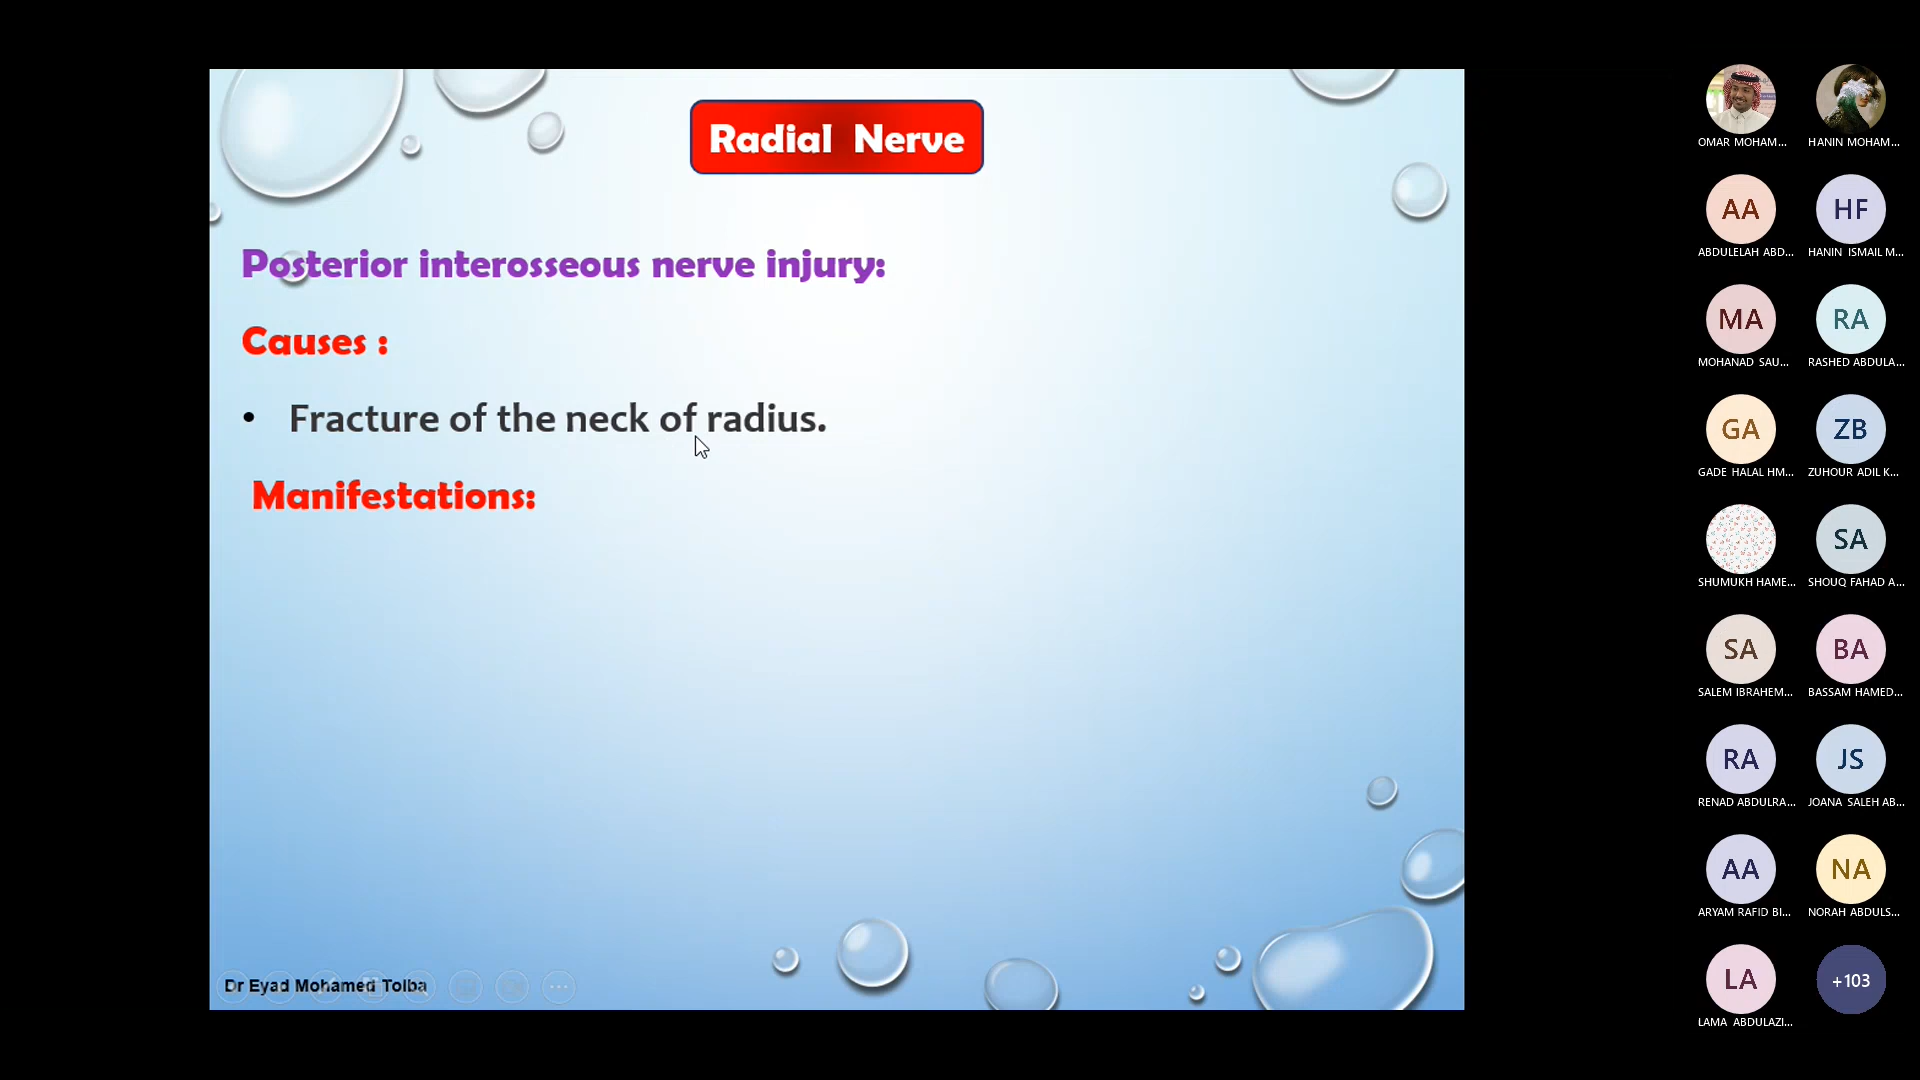 Radial Nerve
Posterior interosseous nerve injury:
Causes :
• Fracture of the neck of radius.
Manifestations:
Dr Eyad Mohamed Tolba
OMAR MOHAM...
HANIN MOHAM...
AA
HF
ABDULELAH ABD...
HANIN ISMAIL M...
MA
RA
MOHANAD SAU...
RASHED ABDULA...
GA
ZB
GADE HALAL HM...
ZUHOUR ADIL K...
SA
SHUMUKH HAME...
SHOUQ FAHAD A...
SA
BA
SALEM IBRAHEM...
BASSAM HAMED...
RA
JS
RENAD ABDULRA...
JOANA SALEH AB...
AA
NA
ARYAM RAFID BI...
NORAH ABDULS...
LA
+103
LAMA ABDULAZI...